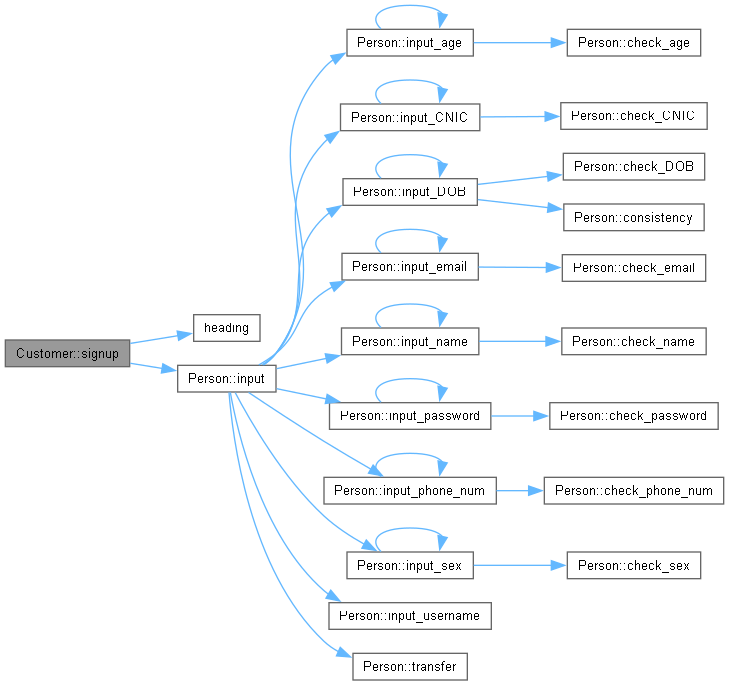 Customer::signup
heading
Person::input
Person::input_age
Person::check_age
Person::input_CNIC
Person::check_CNIC
Person::input_DOB
Person::check_DOB
Person::consistency
Person::input_email
Person::check_email
Person::input_name
Person::check_name
Person::input_password
Person::check_password
Person::input_phone_num
Person::check_phone_num
Person::input_sex
Person::check_sex
Person::input_username
Person::transfer